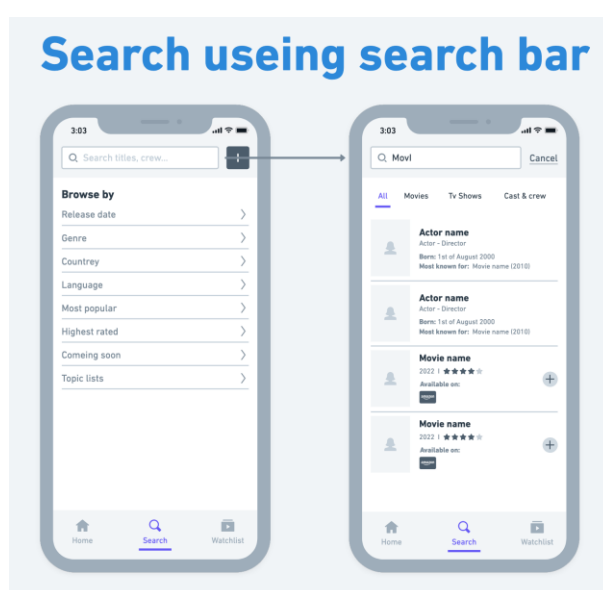 Search useing search bar
3:03
Search titles, crew...
Browse by
Release date
Genre
Countrey
Language
Most popular
Highest rated
Comeing soon
Topic lists
Home
Search
Watchlist
3:03
Movl
Cancel
All Movies Tv Shows Cast & crew
Actor name
Actor - Director
Born: 1st of August 2000
Most known for: Movie name (2010)
Actor name
Actor - Director
Born: 1st of August 2000
Most known for: Movie name (2010)
Movie name
2022 |
Available on:
amazon
Movie name
2022 |
Available on:
amazon
Home
Search
Watchlist